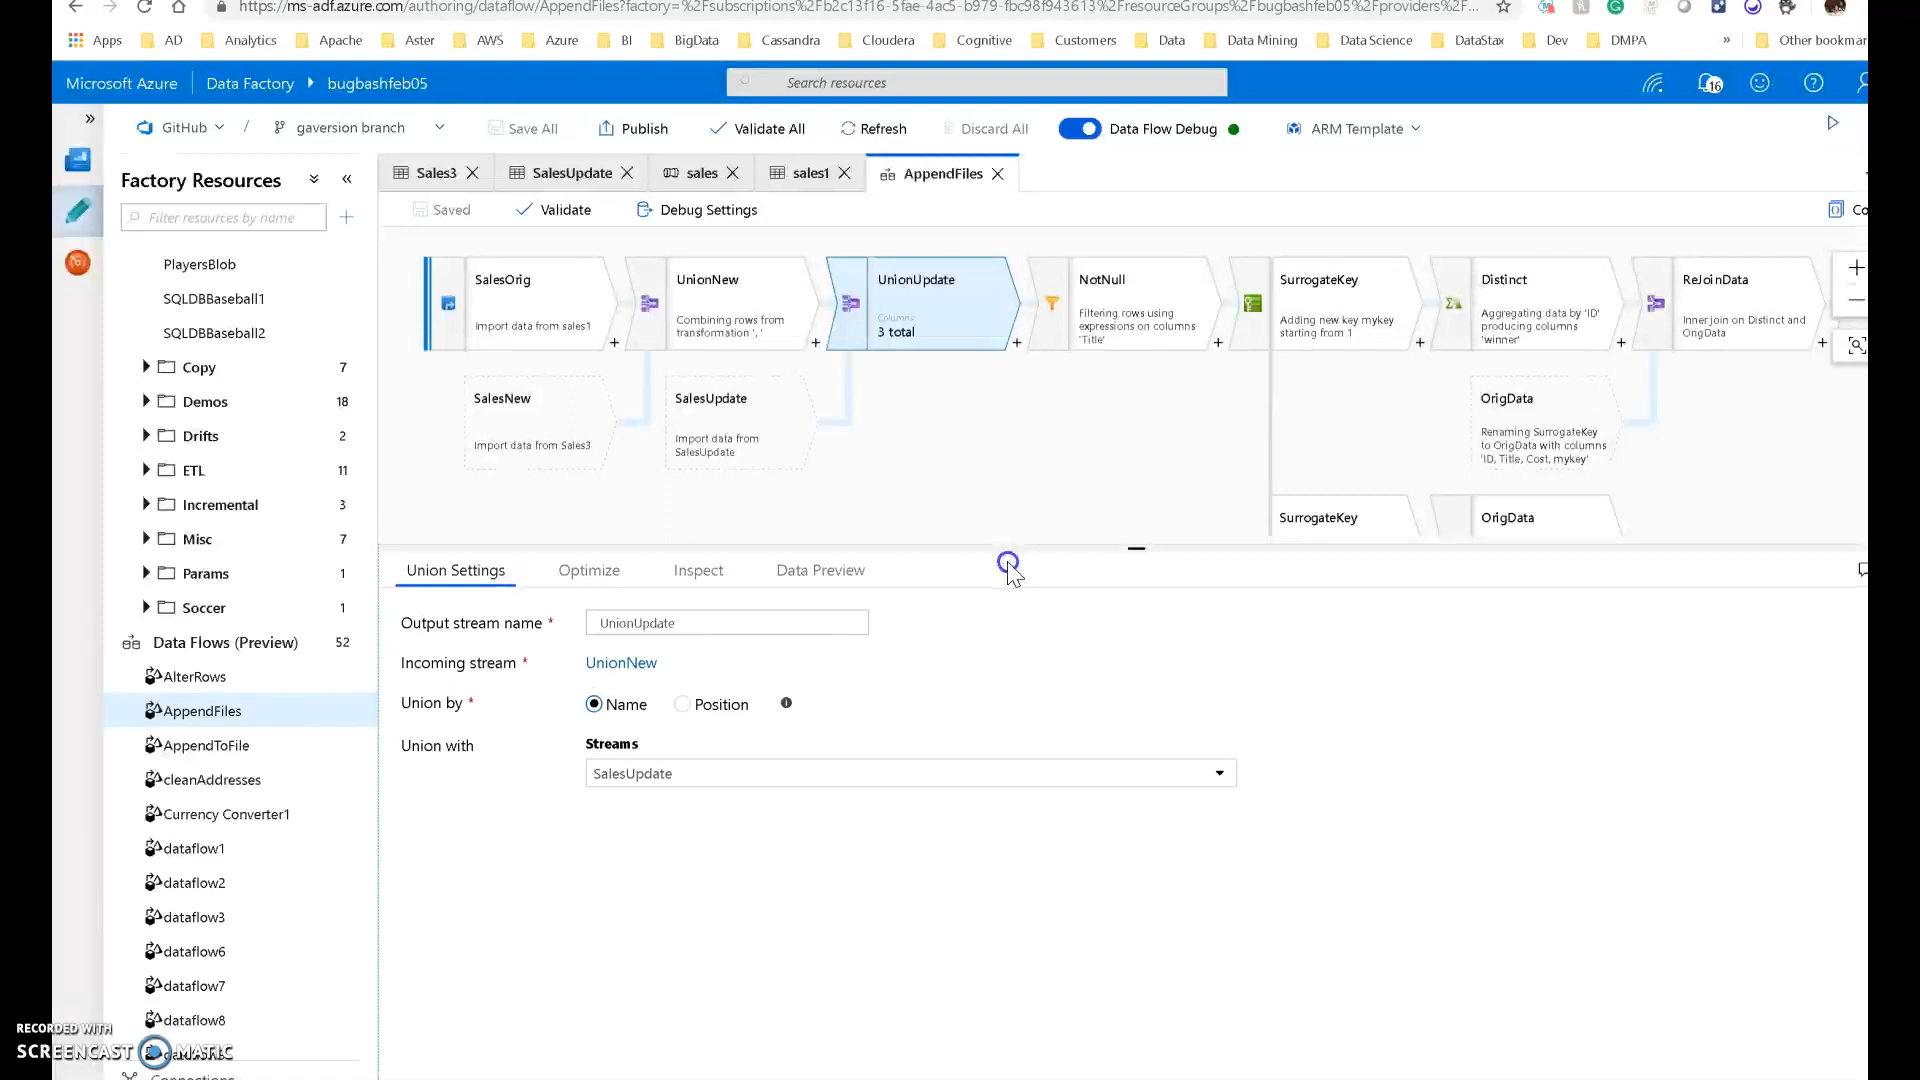 https://ms-adf.azure.com/authoring/dataflow/AppendFiles?factory=%2Fsubscriptions%2Fb2c13f16-5fae-4ac5-b979-fbc98f943613%2FresourceGroups%2Fbugbashfeb05%2Fproviders%2F...
Apps AD Analytics Apache Aster AWS Azure BI BigData Cassandra Cloudera Cognitive Customers Data Data Mining Data Science DataStax Dev DMPA » Other bookmar
Microsoft Azure Data Factory bugbashfeb05 Search resources 16
» GitHub / gaversion branch Save All Publish Validate All Refresh Discard All Data Flow Debug ARM Template
Factory Resources «
Sales3 SalesUpdate sales sales1 AppendFiles
Filter resources by name
Saved Validate Debug Settings Co
PlayersBlob
SQLDBBaseball1
SQLDBBaseball2
Copy 7
Demos 18
Drifts 2
ETL 11
Incremental 3
Misc 7
Params 1
Soccer 1
Data Flows (Preview) 52
AlterRows
AppendFiles
AppendToFile
cleanAddresses
Currency Converter1
dataflow1
dataflow2
dataflow3
dataflow6
dataflow7
dataflow8
SalesOrig
Import data from sales1
UnionNew
Combining rows from
transformation ', '
UnionUpdate
Columns
3 total
NotNull
Filtering rows using
expressions on columns
'Title'
SurrogateKey
Adding new key mykey
starting from 1
Distinct
Aggregating data by 'ID'
producing columns
'winner'
ReJoinData
Inner join on Distinct and
OrigData
SalesNew
Import data from Sales3
SalesUpdate
Import data from
SalesUpdate
OrigData
Renaming SurrogateKey
to OrigData with columns
'ID, Title, Cost, mykey'
SurrogateKey
OrigData
Union Settings Optimize Inspect Data Preview
Output stream name * UnionUpdate
Incoming stream * UnionNew
Union by * Name Position
Union with Streams
SalesUpdate
RECORDED WITH
SCREENCAST MATIC